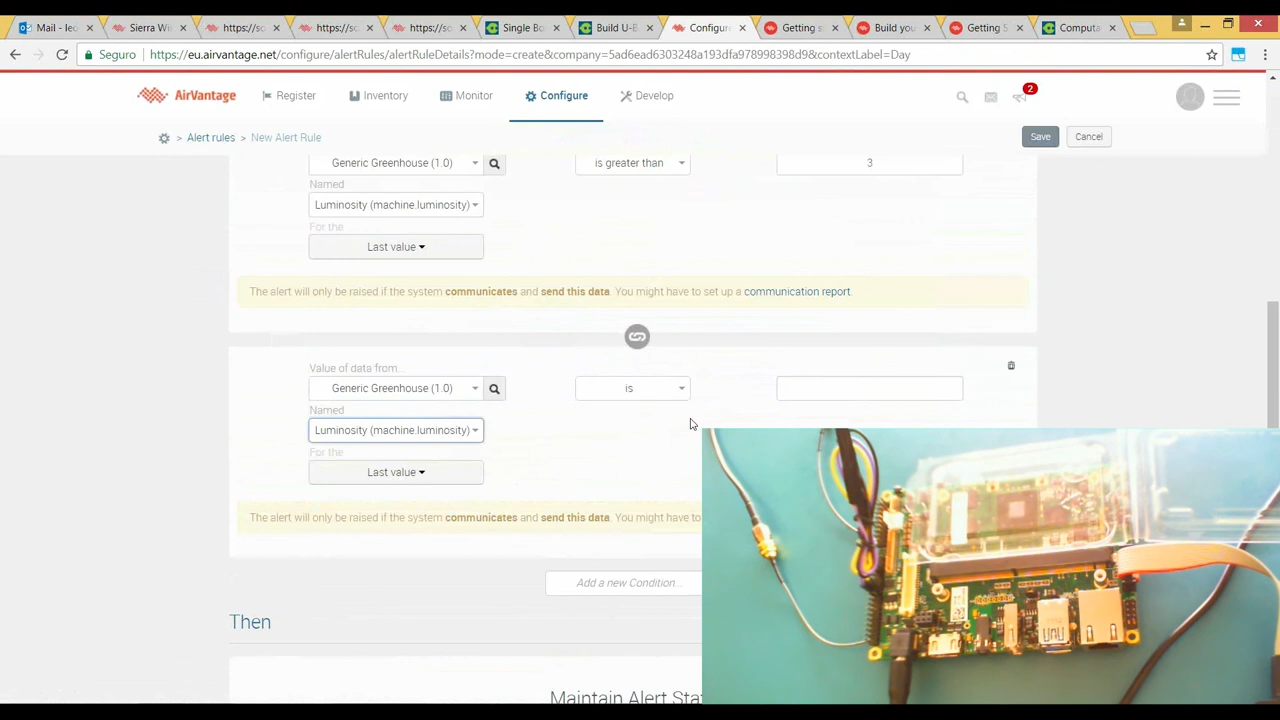 Mail - leo
Sierra Wi
https://so
https://sa
https://so
Single Bo
Build U-B
Configure
Getting s
Build you
Getting S
Computa
Seguro
https://eu.airvantage.net/configure/alertRules/alertRuleDetails?mode=create&company=5ad6ead6303248a193dfa978998398d9&contextLabel=Day
AirVantage Register Inventory Monitor Configure Develop 2
> Alert rules > New Alert Rule Save Cancel
Generic Greenhouse (1.0) is greater than 3
Named
Luminosity (machine.luminosity)
For the
Last value
The alert will only be raised if the system communicates and send this data. You might have to set up a communication report.
Value of data from...
Generic Greenhouse (1.0) is
Named
Luminosity (machine.luminosity)
For the
Last value
The alert will only be raised if the system communicates and send this data. You might have to
Add a new Condition...
Then
Maintain Alert Sta